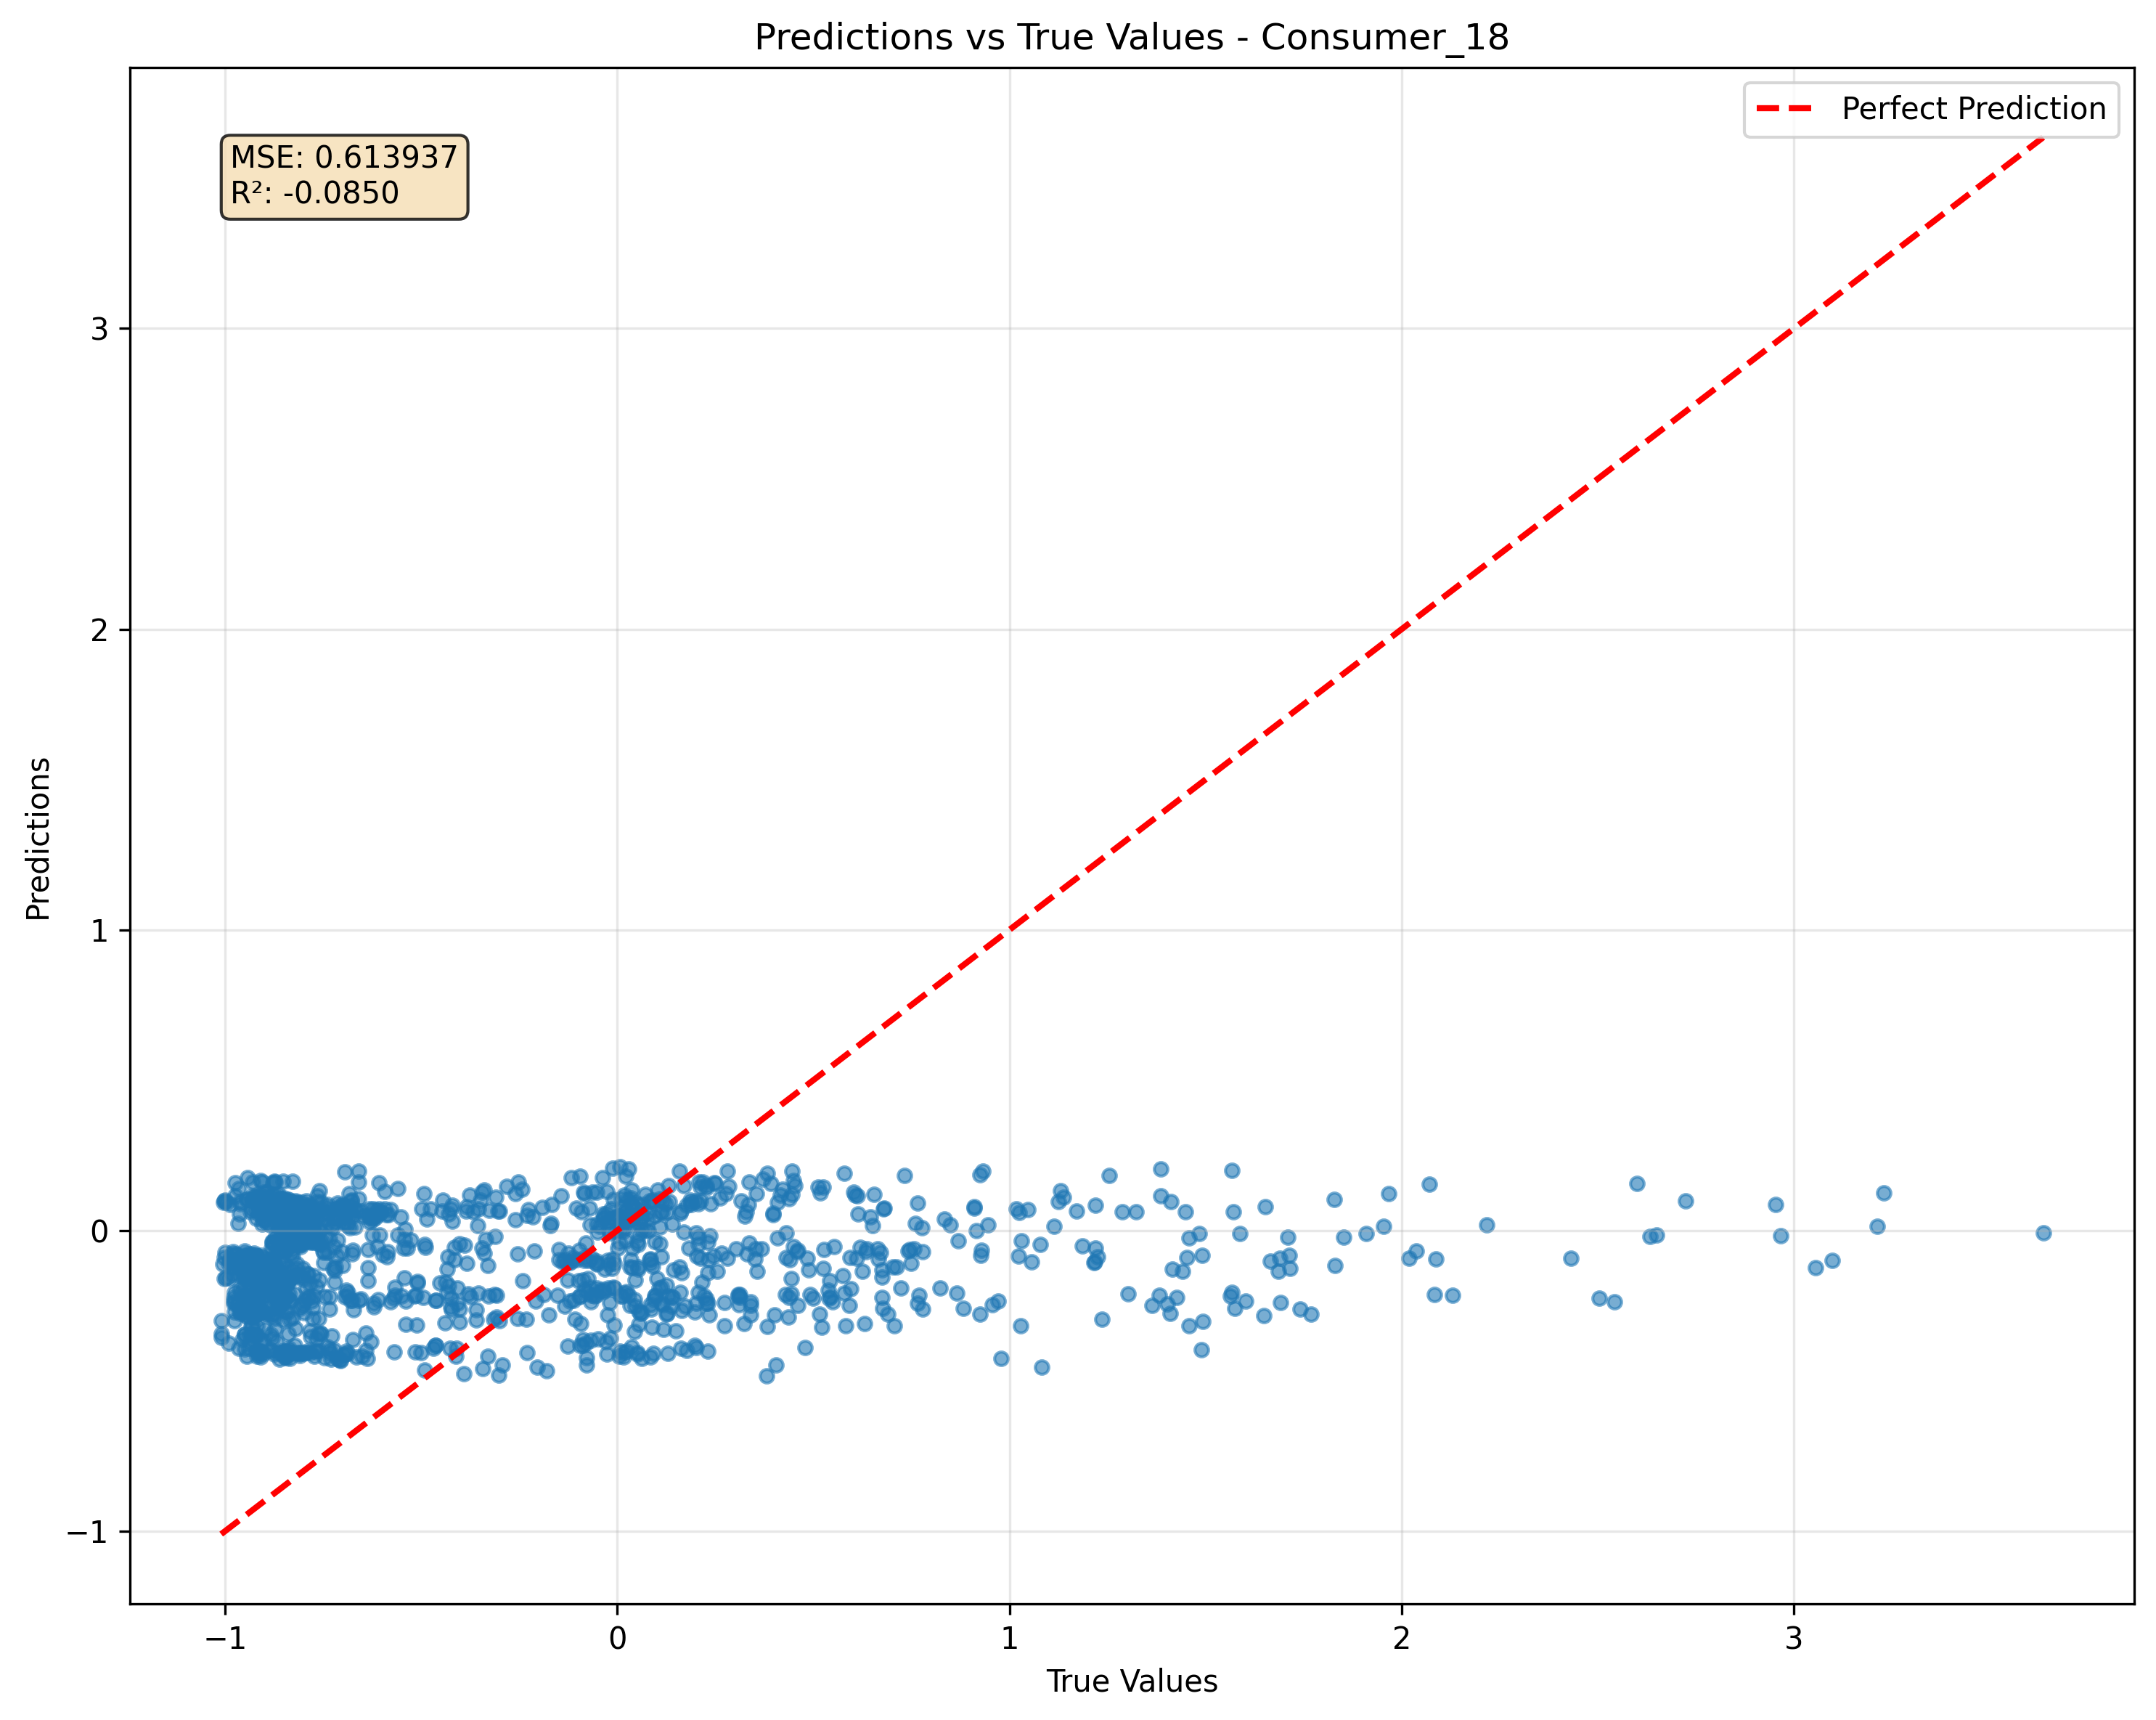 Predictions vs True Values - Consumer_18
Perfect Prediction
MSE: 0.613937
R²: -0.0850
3
2
1
0
−1
Predictions
−1 0 1 2 3
True Values